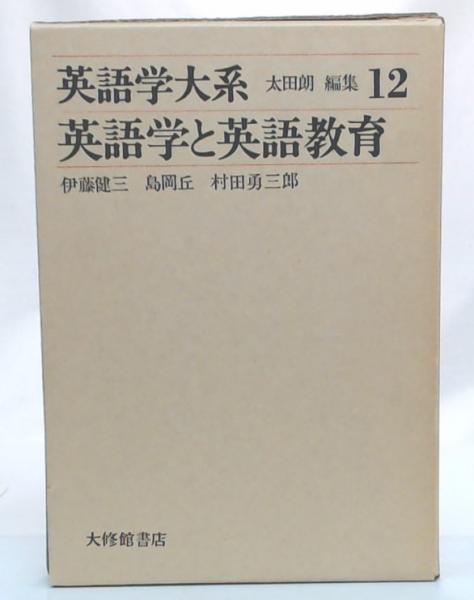 英語学大系 太田朗 編集 12
英語学と英語教育
伊藤健三 島岡丘 村田勇三郎
大修館書店